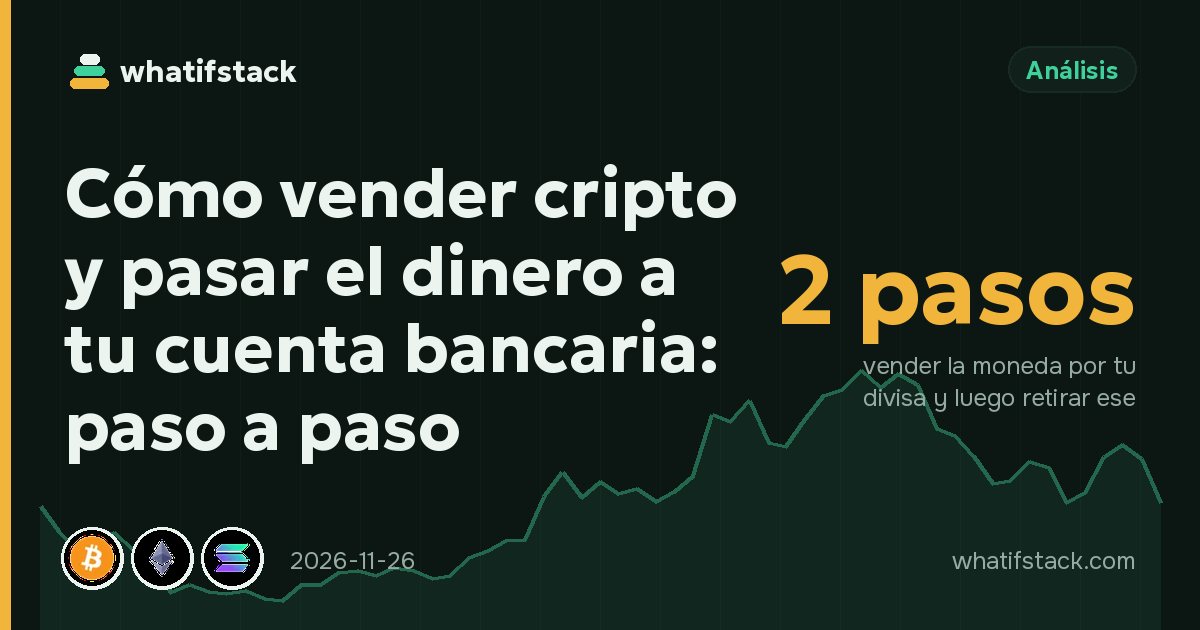 whatifstack
Análisis
Cómo vender cripto
y pasar el dinero a
tu cuenta bancaria:
paso a paso
2 pasos
vender la moneda por tu
divisa y luego retirar ese
2026-11-26
whatifstack.com